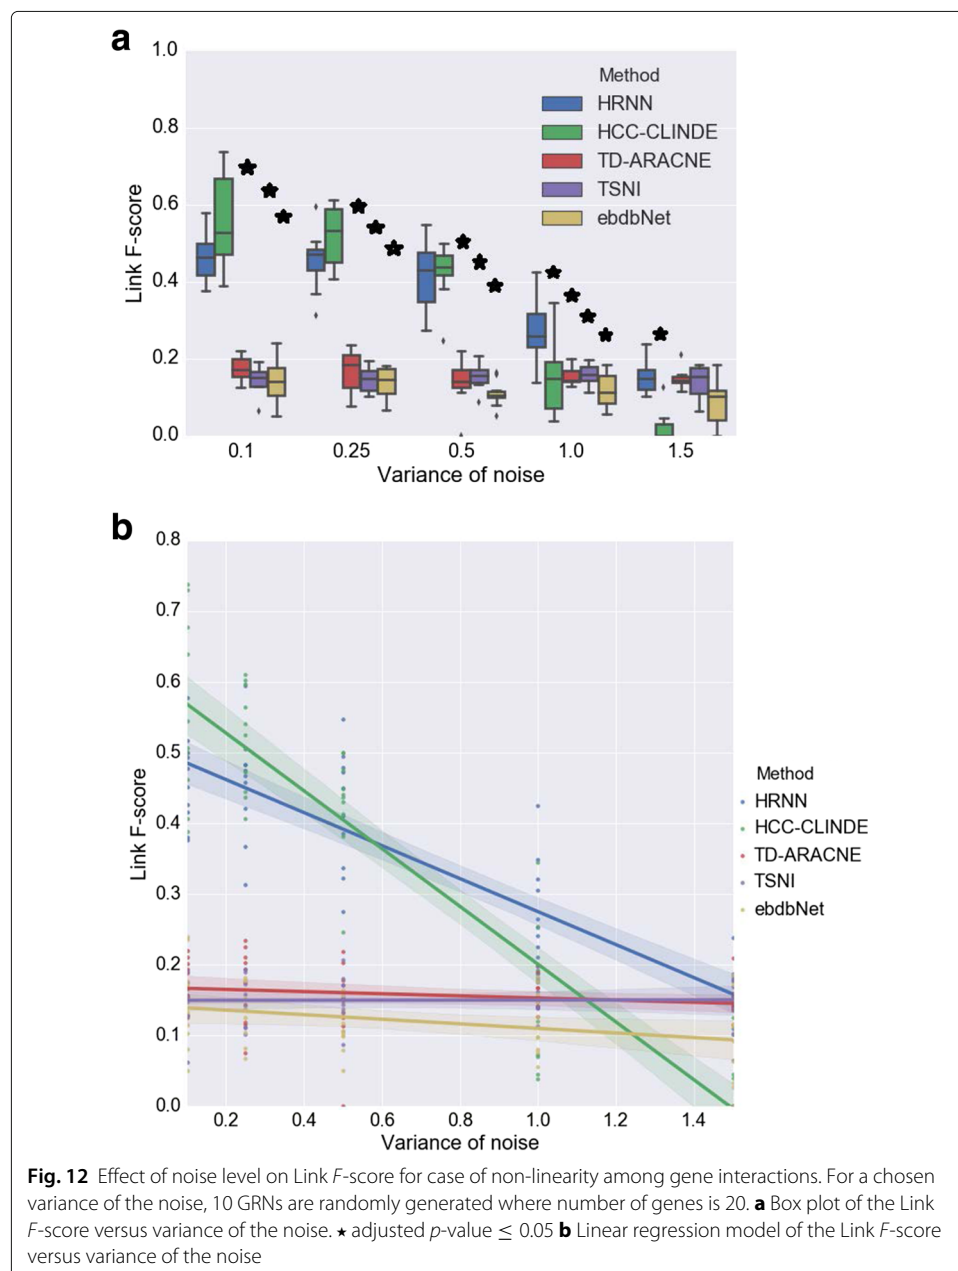 a
1.0
0.8
0.6
0.4
0.2
0.0
Link F-score
Method
HRNN
HCC-CLINDE
TD-ARACNE
TSNI
ebdbNet
0.1 0.25 0.5 1.0 1.5
Variance of noise
b
0.8
0.7
0.6
0.5
0.4
0.3
0.2
0.1
0.0
Link F-score
0.2 0.4 0.6 0.8 1.0 1.2 1.4
Variance of noise
Method
HRNN
HCC-CLINDE
TD-ARACNE
TSNI
ebdbNet
Fig. 12 Effect of noise level on Link F-score for case of non-linearity among gene interactions. For a chosen
variance of the noise, 10 GRNs are randomly generated where number of genes is 20. a Box plot of the Link
F-score versus variance of the noise. ⋆ adjusted p-value ≤ 0.05 b Linear regression model of the Link F-score
versus variance of the noise